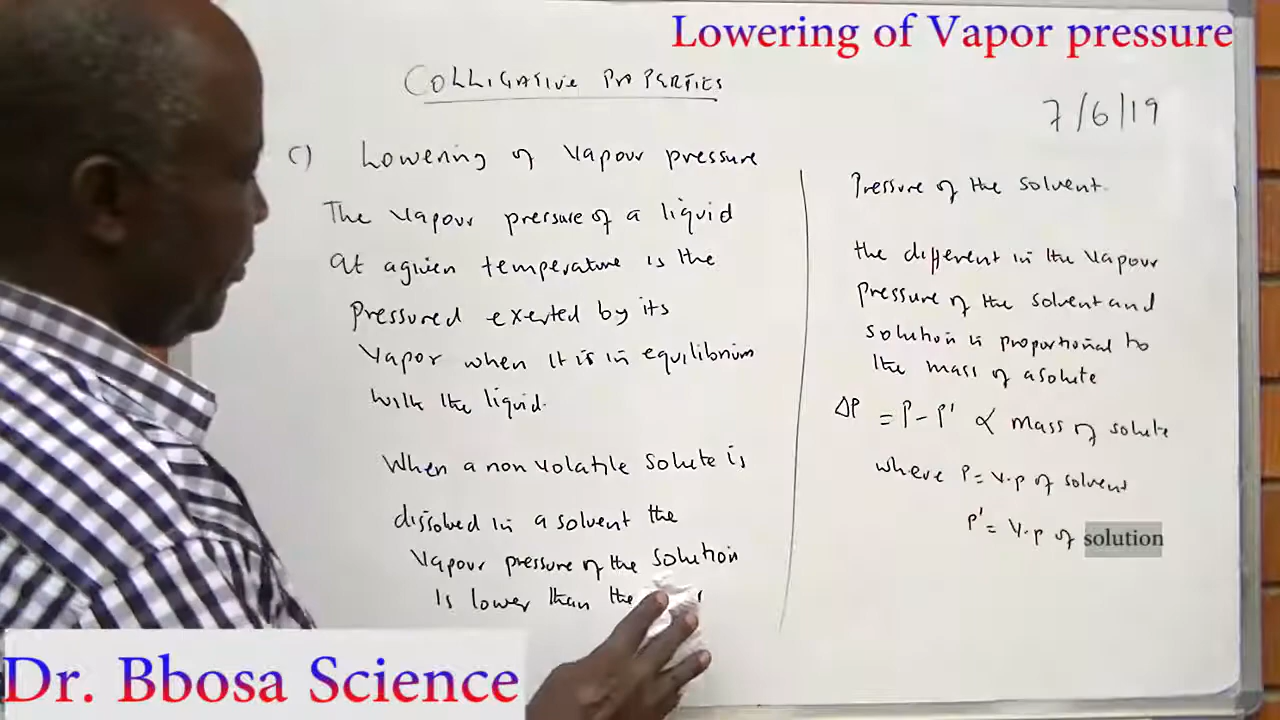 Lowering of Vapor pressure
COLLIGATIVE PROPERTIES
7/6/19
c) Lowering of vapour pressure
The vapour pressure of a liquid
at a given temperature is the
pressured exerted by its
vapor when it is in equilibrium
with the liquid.
When a non volatile solute is
dissolved in a solvent the
vapour pressure of the solution
is lower than the
Pressure of the solvent.
the different in the vapour
pressure of the solvent and
solution is proportional to
the mass of a solute
ΔP = P - P' ∝ mass of solute
where P = v.p of solvent
P' = v.p of solution
Dr. Bbosa Science